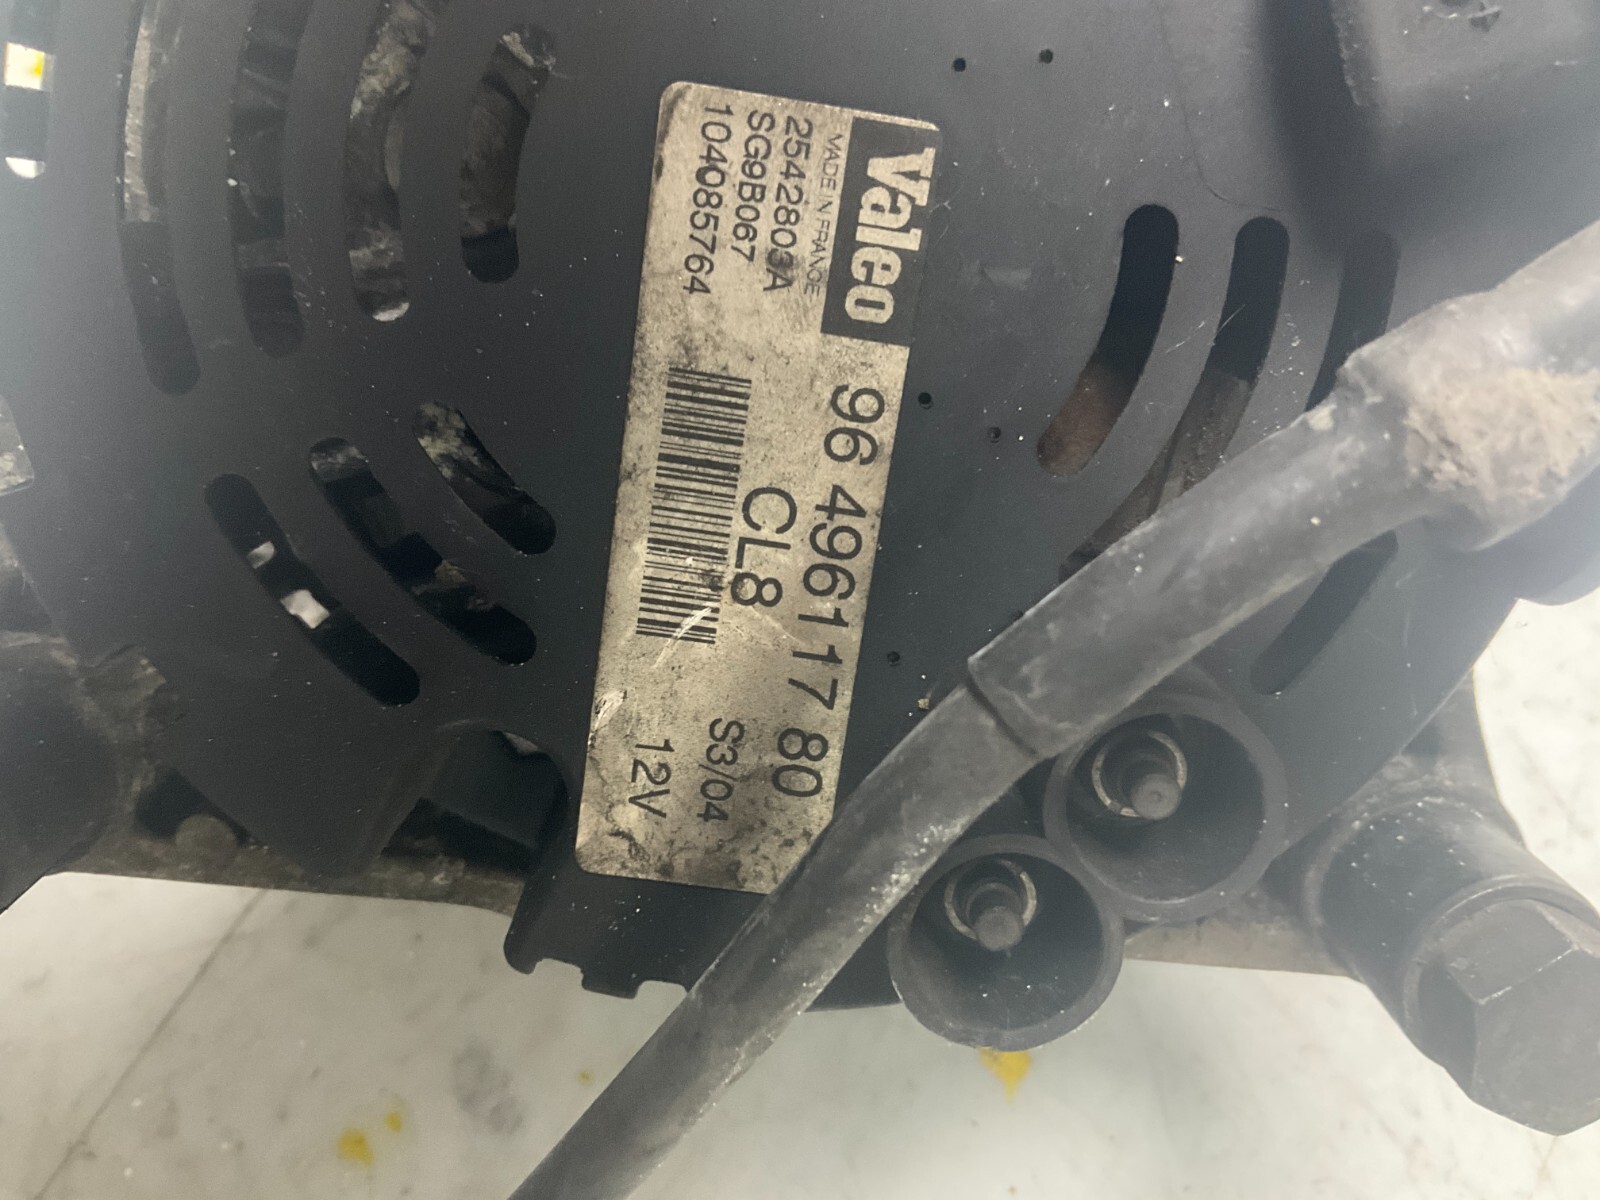 Valeo
MADE IN FRANCE
2542803A
SG9B067
104085764
96 496117 80
CL8
S3/04
12V